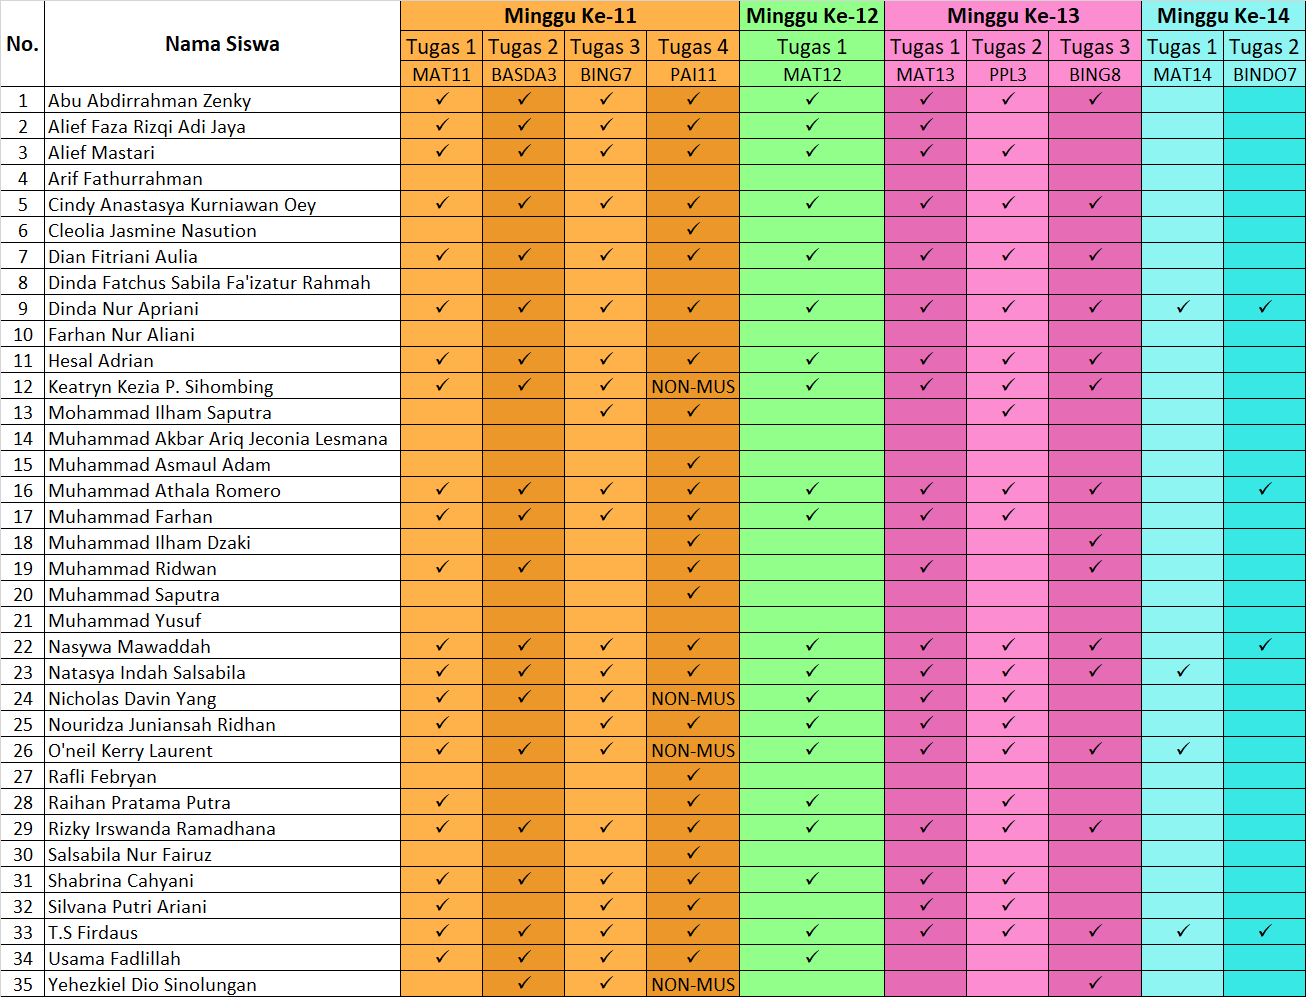 No. Nama Siswa Minggu Ke-11 Minggu Ke-12 Minggu Ke-13 Minggu Ke-14
Tugas 1 Tugas 2 Tugas 3 Tugas 4 Tugas 1 Tugas 1 Tugas 2 Tugas 3 Tugas 1 Tugas 2
MAT11 BASDA3 BING7 PAI11 MAT12 MAT13 PPL3 BING8 MAT14 BINDO7
1 Abu Abdirrahman Zenky ✓ ✓ ✓ ✓ ✓ ✓ ✓ ✓
2 Alief Faza Rizqi Adi Jaya ✓ ✓ ✓ ✓ ✓ ✓
3 Alief Mastari ✓ ✓ ✓ ✓ ✓ ✓ ✓
4 Arif Fathurrahman
5 Cindy Anastasya Kurniawan Oey ✓ ✓ ✓ ✓ ✓ ✓ ✓ ✓
6 Cleolia Jasmine Nasution ✓
7 Dian Fitriani Aulia ✓ ✓ ✓ ✓ ✓ ✓ ✓ ✓
8 Dinda Fatchus Sabila Fa'izatur Rahmah
9 Dinda Nur Apriani ✓ ✓ ✓ ✓ ✓ ✓ ✓ ✓ ✓ ✓
10 Farhan Nur Aliani
11 Hesal Adrian ✓ ✓ ✓ ✓ ✓ ✓ ✓ ✓
12 Keatryn Kezia P. Sihombing ✓ ✓ ✓ NON-MUS ✓ ✓ ✓ ✓
13 Mohammad Ilham Saputra ✓ ✓ ✓
14 Muhammad Akbar Ariq Jeconia Lesmana
15 Muhammad Asmaul Adam ✓
16 Muhammad Athala Romero ✓ ✓ ✓ ✓ ✓ ✓ ✓ ✓ ✓
17 Muhammad Farhan ✓ ✓ ✓ ✓ ✓ ✓ ✓
18 Muhammad Ilham Dzaki ✓ ✓
19 Muhammad Ridwan ✓ ✓ ✓ ✓ ✓
20 Muhammad Saputra ✓
21 Muhammad Yusuf
22 Nasywa Mawaddah ✓ ✓ ✓ ✓ ✓ ✓ ✓ ✓ ✓
23 Natasya Indah Salsabila ✓ ✓ ✓ ✓ ✓ ✓ ✓ ✓ ✓
24 Nicholas Davin Yang ✓ ✓ ✓ NON-MUS ✓ ✓ ✓
25 Nouridza Juniansah Ridhan ✓ ✓ ✓ ✓ ✓ ✓
26 O'neil Kerry Laurent ✓ ✓ ✓ NON-MUS ✓ ✓ ✓ ✓ ✓
27 Rafli Febryan ✓
28 Raihan Pratama Putra ✓ ✓ ✓ ✓
29 Rizky Irswanda Ramadhana ✓ ✓ ✓ ✓ ✓ ✓ ✓ ✓
30 Salsabila Nur Fairuz ✓
31 Shabrina Cahyani ✓ ✓ ✓ ✓ ✓ ✓ ✓
32 Silvana Putri Ariani ✓ ✓ ✓ ✓ ✓
33 T.S Firdaus ✓ ✓ ✓ ✓ ✓ ✓ ✓ ✓ ✓ ✓
34 Usama Fadlillah ✓ ✓ ✓ ✓ ✓
35 Yehezkiel Dio Sinolungan ✓ ✓ NON-MUS ✓